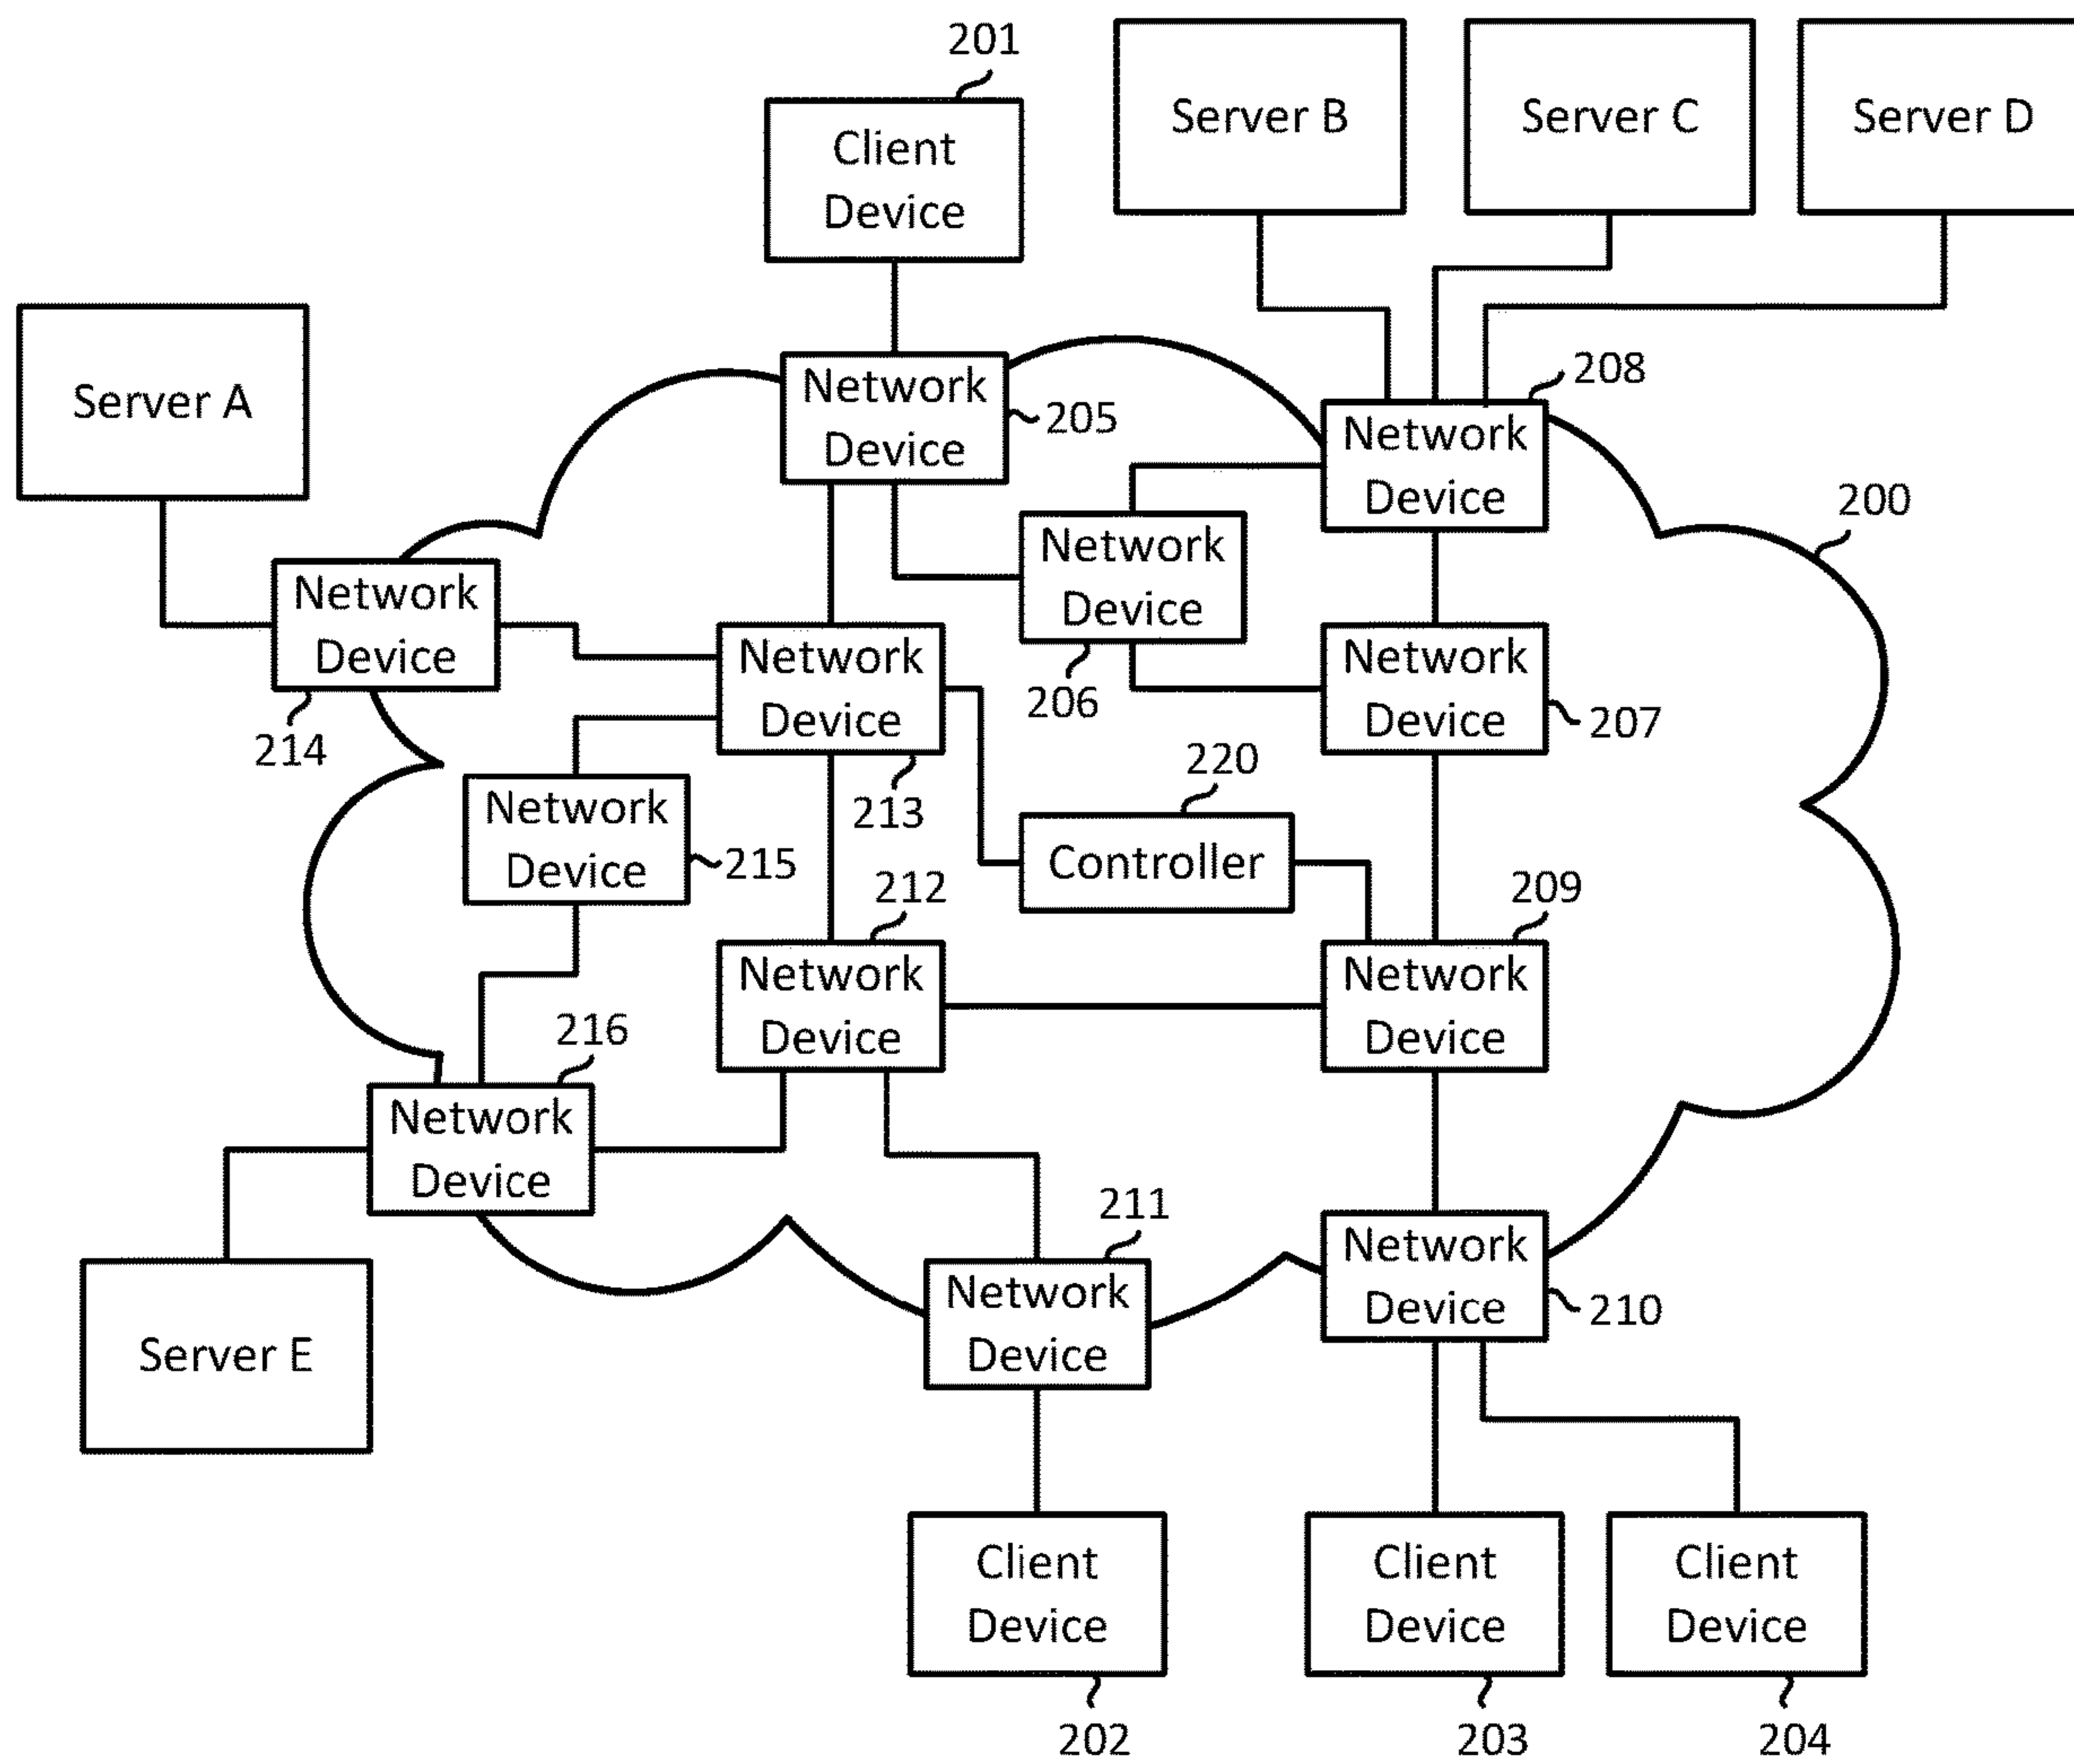 201
Client
Device
Server B
Server C
Server D
Server A
Network
Device
205
208
Network
Device
200
Network
Device
206
Network
Device
214
Network
Device
213
Network
Device
207
220
Controller
Network
Device
215
212
Network
Device
209
Network
Device
216
Network
Device
211
Network
Device
Network
Device
210
Server E
Client
Device
202
Client
Device
203
Client
Device
204